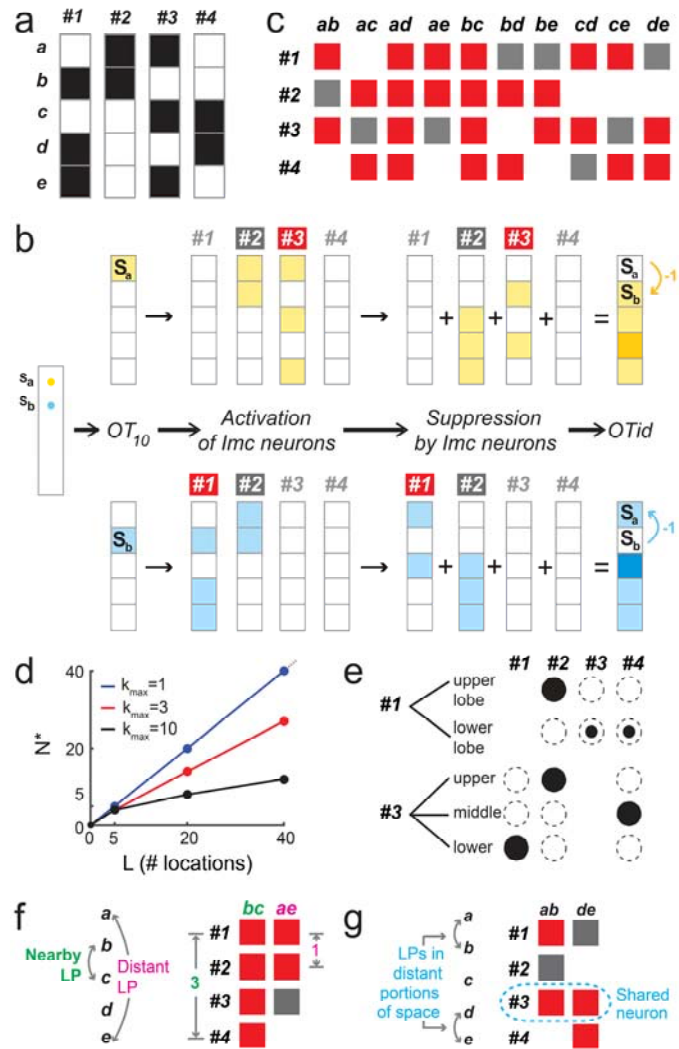 a
#1 #2 #3 #4
a
b
c
d
e
c
ab ac ad ae bc bd be cd ce de
#1
#2
#3
#4
b
#1 #2 #3 #4 #1 #2 #3 #4
Sa Sa
Sb -1
+ + + =
sa
sb
OT10 Activation of Imc neurons Suppression by Imc neurons OTid
#1 #2 #3 #4 #1 #2 #3 #4
Sa
Sb Sb -1
+ + + =
d
40
20
5
0
N*
kmax=1
kmax=3
kmax=10
0 5 20 40
L (# locations)
e
#1 #2 #3 #4
#1
upper lobe
lower lobe
#3
upper
middle
lower
f
a
b
c
d
e
Nearby LP
Distant LP
bc ae
#1
#2
#3
#4
3
1
g
a
b
c
d
e
LPs in distant portions of space
ab de
#1
#2
#3
#4
Shared neuron